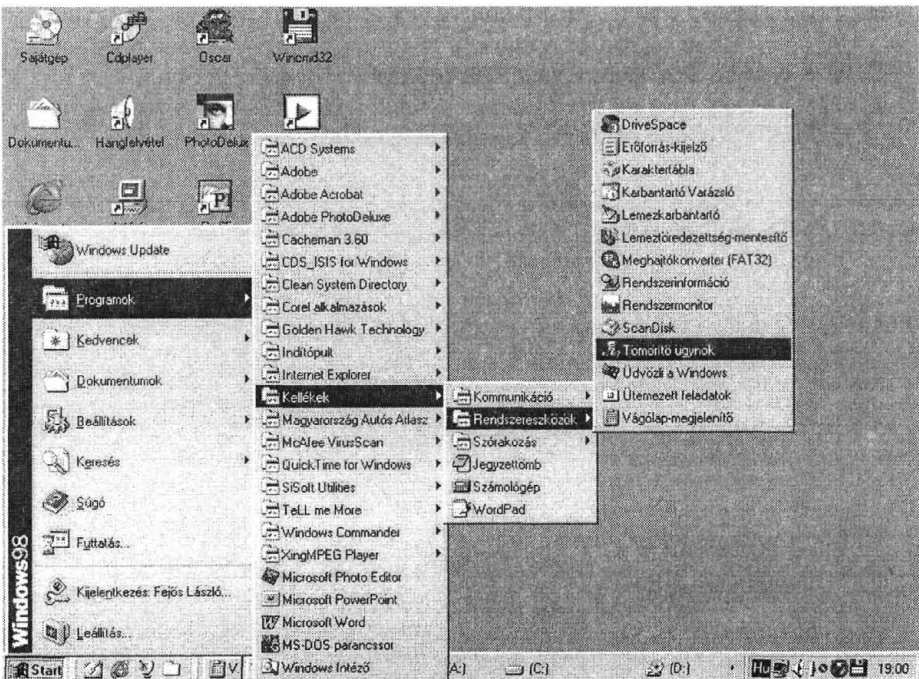 Sajátgép
Cdplayer
Oscar
Wincmd32
Dokumentu...
Hangfelvétel
PhotoDelux
Windows Update
Programok
Kedvencek
Dokumentumok
Beállítások
Keresés
Súgó
Futtatás...
Kijelentkezés: Fejős László...
Leállítás...
Windows98
ACD Systems
Adobe
Adobe Acrobat
Adobe PhotoDeluxe
Cacheman 3.60
CDS_ISIS for Windows
Clean System Directory
Corel alkalmazások
Golden Hawk Technology
Indítópult
Internet Explorer
Kellékek
Magyarország Autós Atlasz
McAfee VirusScan
QuickTime for Windows
SiSoft Utilities
TeLL me More
Windows Commander
XingMPEG Player
Microsoft Photo Editor
Microsoft PowerPoint
Microsoft Word
MS-DOS parancssor
Windows Intéző
Kommunikáció
Rendszereszközök
Szórakozás
Jegyzettömb
Számológép
WordPad
DriveSpace
Erőforrás-kijelző
Karaktertábla
Karbantartó Varázsló
Lemezkarbantartó
Lemeztöredezettség-mentesítő
Meghajtókonverter (FAT32)
Rendszerinformáció
Rendszermonitor
ScanDisk
Tömörítő ügynök
Üdvözli a Windows
Ütemezett feladatok
Vágólap-megjelenítő
Start
V.
A:)
(C:)
(D:)
Hu
19:00